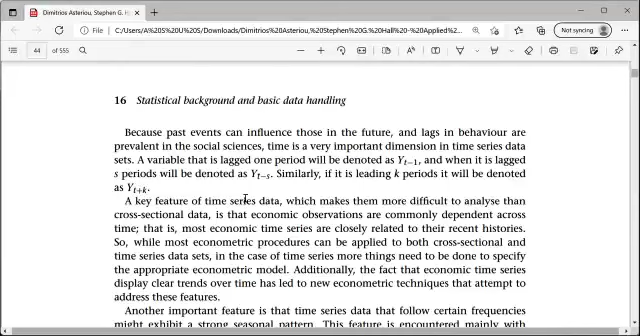 Dimitrios Asteriou, Stephen G. H
File
C:/Users/A%20S%20U%20S/Downloads/Dimitrios%20Asteriou,%20Stephen%20G.%20Hall%20-%20Applied%2...
Not syncing
44 of 555
16 Statistical background and basic data handling
Because past events can influence those in the future, and lags in behaviour are
prevalent in the social sciences, time is a very important dimension in time series data
sets. A variable that is lagged one period will be denoted as Yt−1, and when it is lagged
s periods will be denoted as Yt−s. Similarly, if it is leading k periods it will be denoted
as Yt+k.
A key feature of time series data, which makes them more difficult to analyse than
cross-sectional data, is that economic observations are commonly dependent across
time; that is, most economic time series are closely related to their recent histories.
So, while most econometric procedures can be applied to both cross-sectional and
time series data sets, in the case of time series more things need to be done to specify
the appropriate econometric model. Additionally, the fact that economic time series
display clear trends over time has led to new econometric techniques that attempt to
address these features.
Another important feature is that time series data that follow certain frequencies
might exhibit a strong seasonal pattern. This feature is encountered mainly with